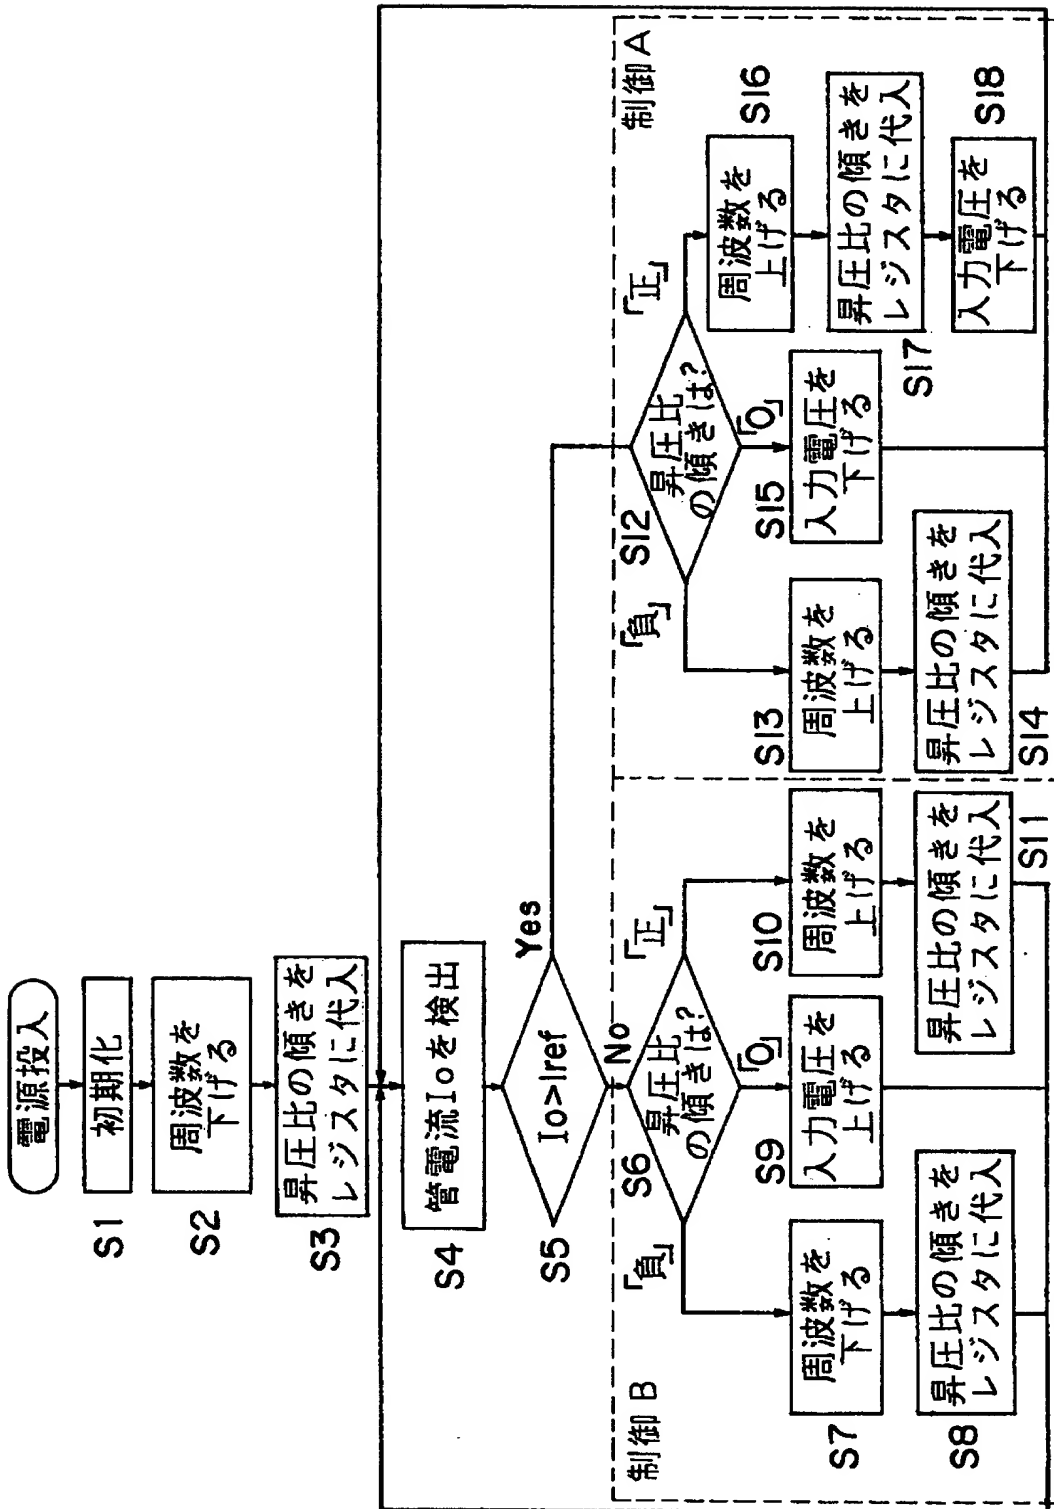 電源投入
初期化
S1
周波数を
下げる
S2
昇圧比の傾きを
レジスタに代入
S3
管電流Ioを検出
S4
Io>Iref
S5
Yes
No
制御 B
昇圧比
の傾きは?
S6
「負」
「0」
「正」
周波数を
下げる
S7
昇圧比の傾きを
レジスタに代入
S8
入力電圧を
上げる
S9
周波数を
上げる
S10
昇圧比の傾きを
レジスタに代入
S11
制御 A
昇圧比
の傾きは?
S12
「負」
「0」
「正」
周波数を
上げる
S13
昇圧比の傾きを
レジスタに代入
S14
入力電圧を
下げる
S15
周波数を
上げる
S16
昇圧比の傾きを
レジスタに代入
S17
入力電圧を
下げる
S18